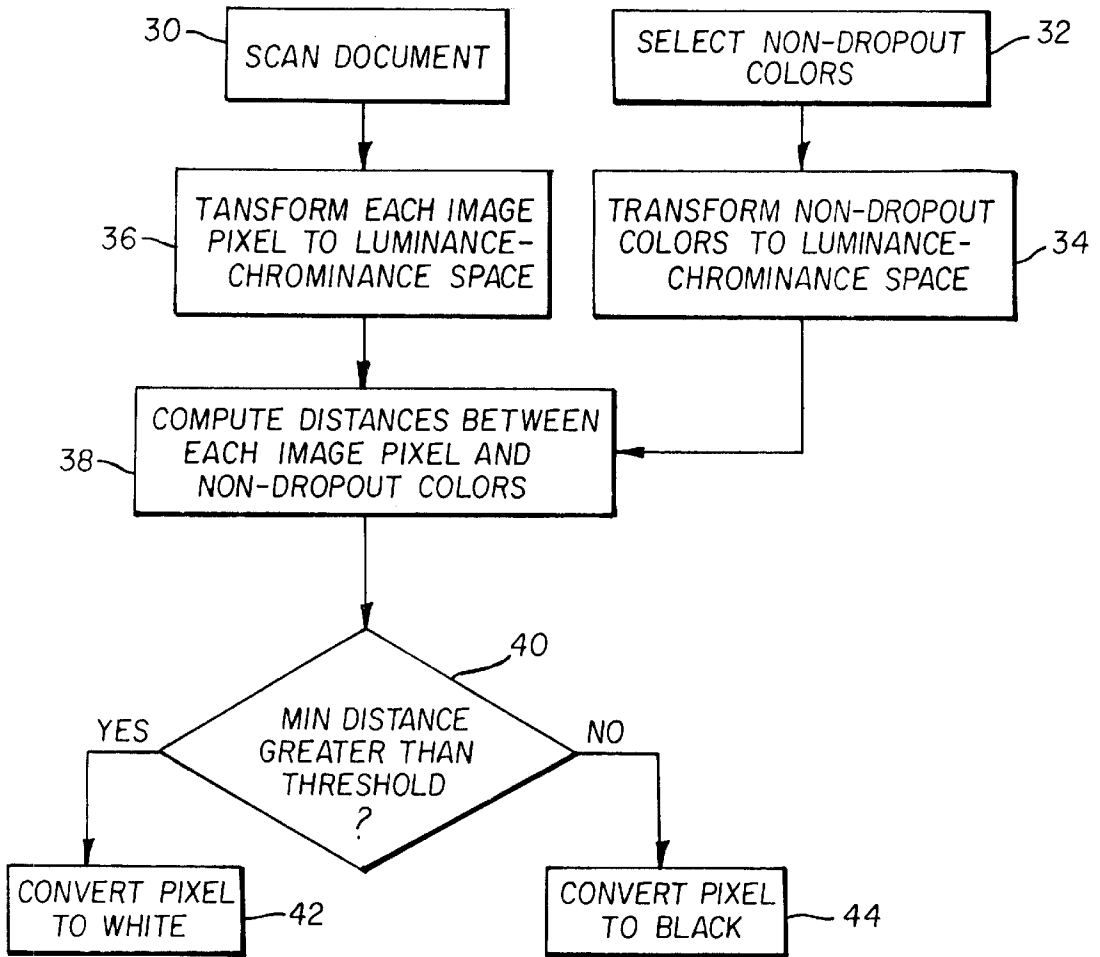 30
SCAN DOCUMENT
SELECT NON-DROPOUT
COLORS
32
36
TANSFORM EACH IMAGE
PIXEL TO LUMINANCE-
CHROMINANCE SPACE
TRANSFORM NON-DROPOUT
COLORS TO LUMINANCE-
CHROMINANCE SPACE
34
38
COMPUTE DISTANCES BETWEEN
EACH IMAGE PIXEL AND
NON-DROPOUT COLORS
40
YES
MIN DISTANCE
GREATER THAN
THRESHOLD
?
NO
CONVERT PIXEL
TO WHITE
42
CONVERT PIXEL
TO BLACK
44